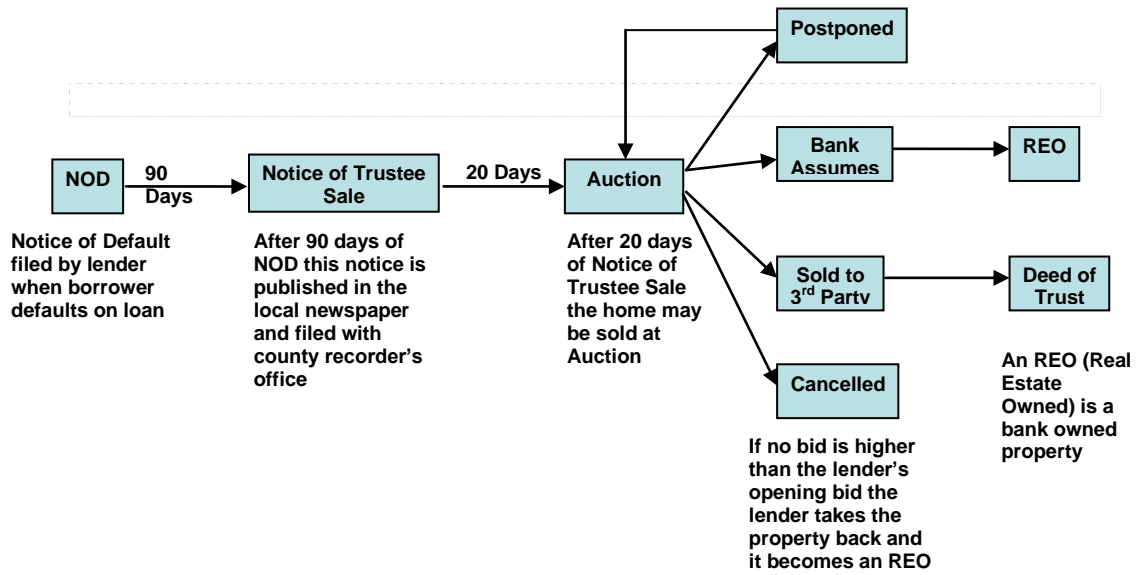 Postponed
NOD
90
Days
Notice of Trustee
Sale
20 Days
Auction
Bank
Assumes
REO
Notice of Default
filed by lender
when borrower
defaults on loan
After 90 days of
NOD this notice is
published in the
local newspaper
and filed with
county recorder's
office
After 20 days
of Notice of
Trustee Sale
the home may
be sold at
Auction
Sold to
3rd Party
Deed of
Trust
Cancelled
If no bid is higher
than the lender's
opening bid the
lender takes the
property back and
it becomes an REO
An REO (Real
Estate
Owned) is a
bank owned
property